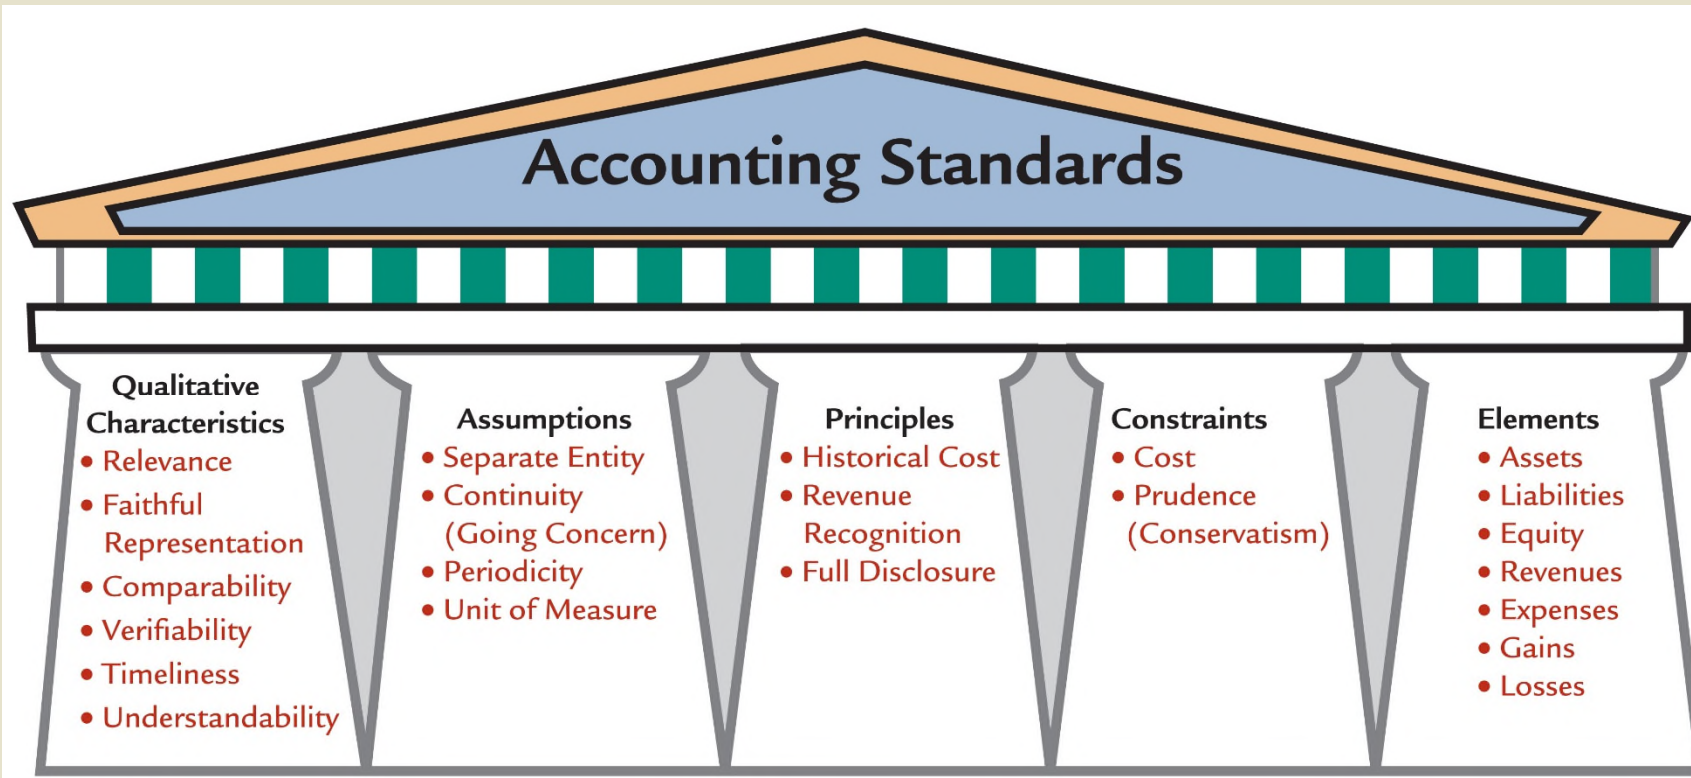 Accounting Standards
Qualitative
Characteristics
• Relevance
• Faithful
Representation
• Comparability
• Verifiability
• Timeliness
• Understandability
Assumptions
• Separate Entity
• Continuity
(Going Concern)
• Periodicity
• Unit of Measure
Principles
• Historical Cost
• Revenue
Recognition
• Full Disclosure
Constraints
• Cost
• Prudence
(Conservatism)
Elements
• Assets
• Liabilities
• Equity
• Revenues
• Expenses
• Gains
• Losses